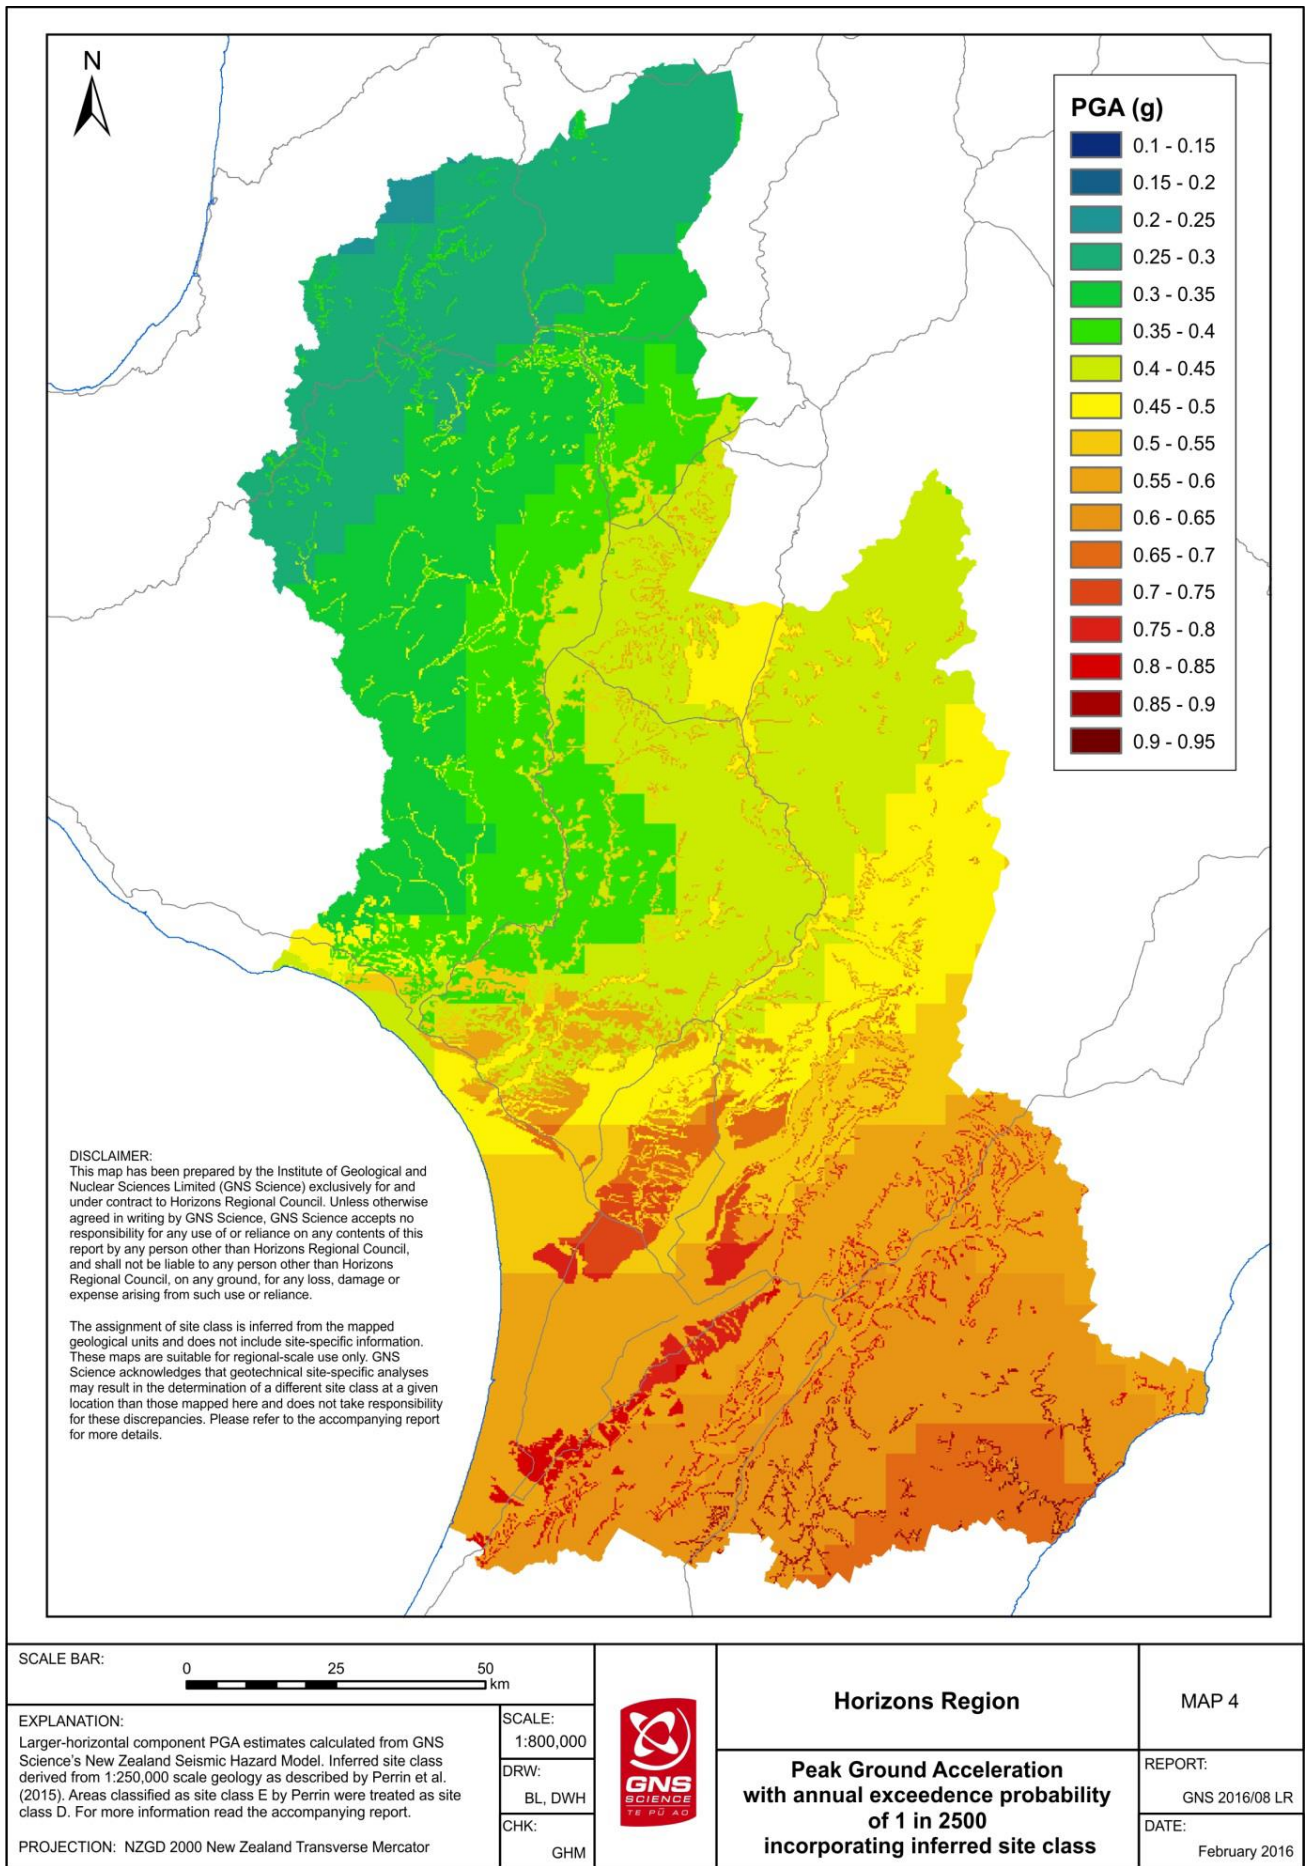 N
PGA (g)
0.1 - 0.15
0.15 - 0.2
0.2 - 0.25
0.25 - 0.3
0.3 - 0.35
0.35 - 0.4
0.4 - 0.45
0.45 - 0.5
0.5 - 0.55
0.55 - 0.6
0.6 - 0.65
0.65 - 0.7
0.7 - 0.75
0.75 - 0.8
0.8 - 0.85
0.85 - 0.9
0.9 - 0.95
DISCLAIMER:
This map has been prepared by the Institute of Geological and
Nuclear Sciences Limited (GNS Science) exclusively for and
under contract to Horizons Regional Council. Unless otherwise
agreed in writing by GNS Science, GNS Science accepts no
responsibility for any use of or reliance on any contents of this
report by any person other than Horizons Regional Council,
and shall not be liable to any person other than Horizons
Regional Council, on any ground, for any loss, damage or
expense arising from such use or reliance.
The assignment of site class is inferred from the mapped
geological units and does not include site-specific information.
These maps are suitable for regional-scale use only. GNS
Science acknowledges that geotechnical site-specific analyses
may result in the determination of a different site class at a given
location than those mapped here and does not take responsibility
for these discrepancies. Please refer to the accompanying report
for more details.
SCALE BAR:
0 25 50
km
EXPLANATION:
Larger-horizontal component PGA estimates calculated from GNS
Science's New Zealand Seismic Hazard Model. Inferred site class
derived from 1:250,000 scale geology as described by Perrin et al.
(2015). Areas classified as site class E by Perrin were treated as site
class D. For more information read the accompanying report.
PROJECTION: NZGD 2000 New Zealand Transverse Mercator
SCALE:
1:800,000
DRW:
BL, DWH
CHK:
GHM
GNS
SCIENCE
TE PŪ AO
Horizons Region
Peak Ground Acceleration
with annual exceedence probability
of 1 in 2500
incorporating inferred site class
MAP 4
REPORT:
GNS 2016/08 LR
DATE:
February 2016